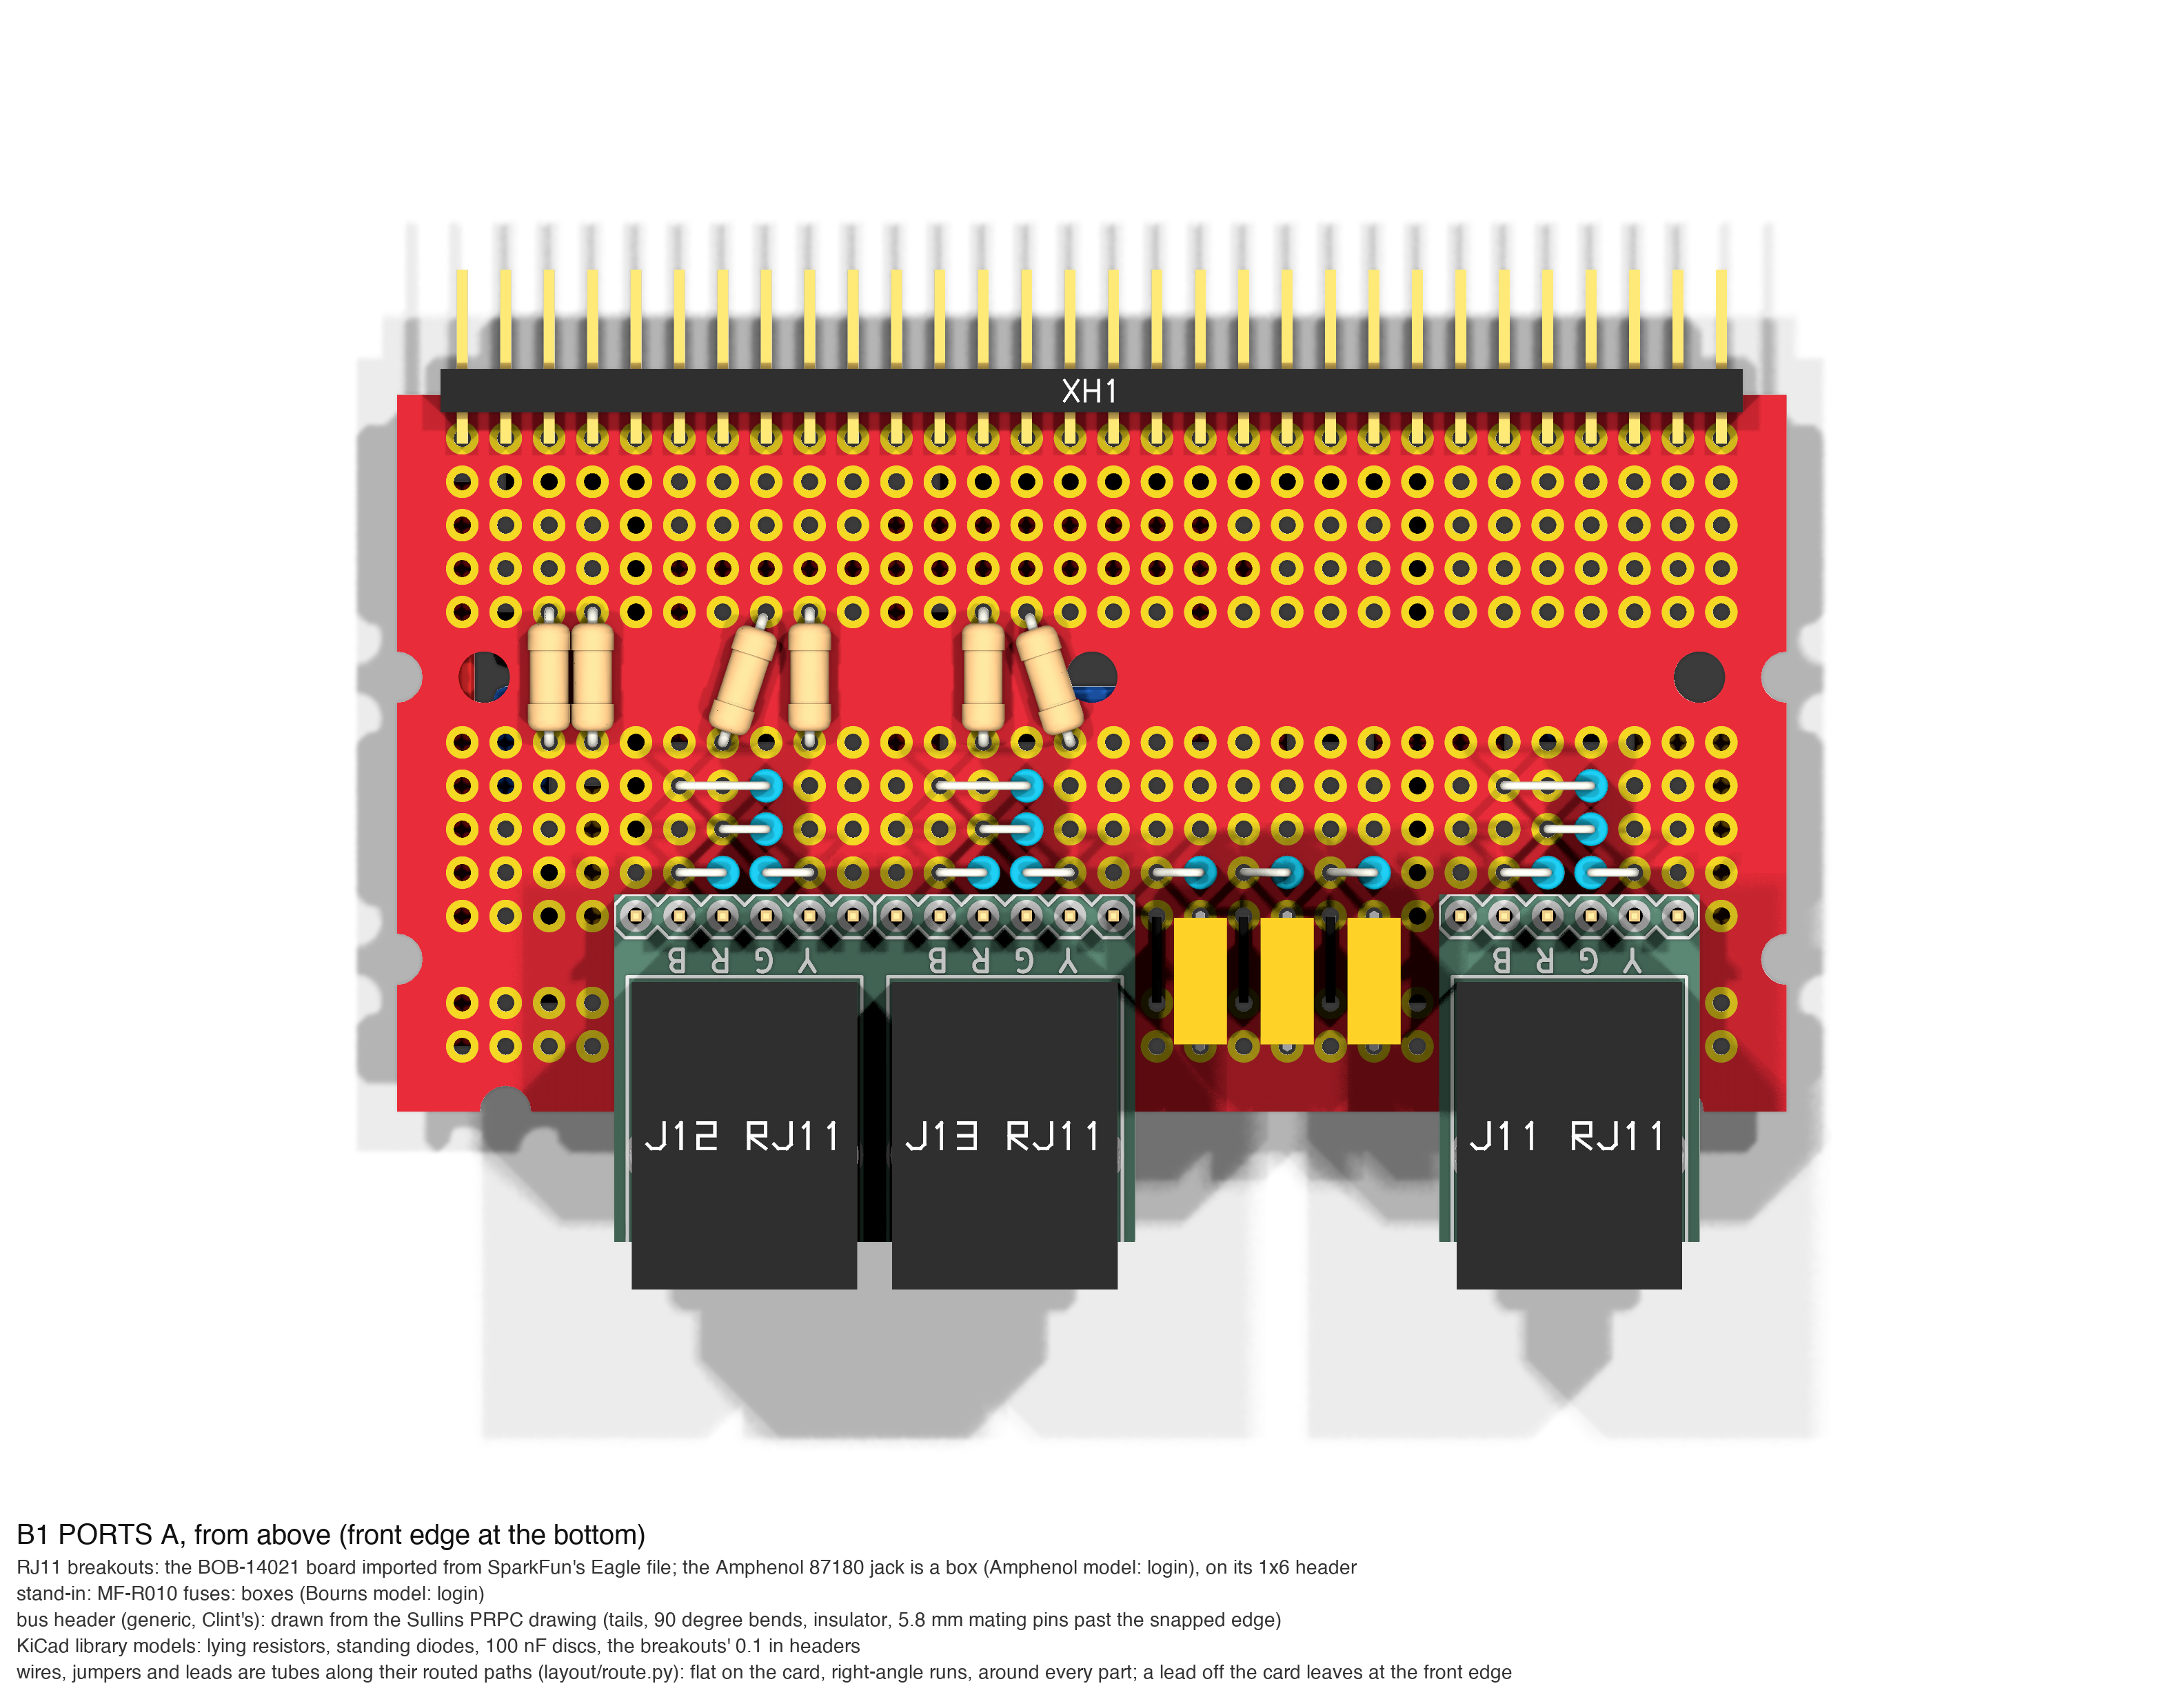 XH1
B R G Y B R G Y B R G Y
J12 RJ11 J13 RJ11 J11 RJ11
B1 PORTS A, from above (front edge at the bottom)
RJ11 breakouts: the BOB-14021 board imported from SparkFun's Eagle file; the Amphenol 87180 jack is a box (Amphenol model: login), on its 1x6 header
stand-in: MF-R010 fuses: boxes (Bourns model: login)
bus header (generic, Clint's): drawn from the Sullins PRPC drawing (tails, 90 degree bends, insulator, 5.8 mm mating pins past the snapped edge)
KiCad library models: lying resistors, standing diodes, 100 nF discs, the breakouts' 0.1 in headers
wires, jumpers and leads are tubes along their routed paths (layout/route.py): flat on the card, right-angle runs, around every part; a lead off the card leaves at the front edge